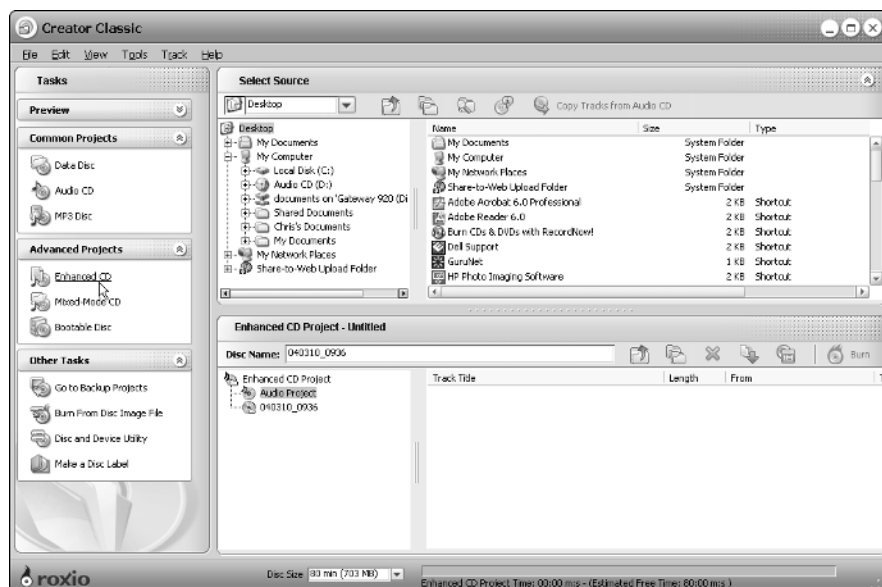 Creator Classic
File Edit View Tools Track Help
Tasks
Preview
Common Projects
Data Disc
Audio CD
MP3 Disc
Advanced Projects
Enhanced CD
Mixed-Mode CD
Bootable Disc
Other Tasks
Go to Backup Projects
Burn From Disc Image File
Disc and Device Utility
Make a Disc Label
roxio
Select Source
Desktop Copy Tracks from Audio CD
Desktop
My Documents
My Computer
Local Disk (C:)
Audio CD (D:)
documents on 'Gateway 920 (Di
Shared Documents
Chris's Documents
My Documents
My Network Places
Share-to-Web Upload Folder
Name Size Type
My Documents System Folder
My Computer System Folder
My Network Places System Folder
Share-to-Web Upload Folder System Folder
Adobe Acrobat 6.0 Professional 2 KB Shortcut
Adobe Reader 6.0 2 KB Shortcut
Burn CDs & DVDs with RecordNow! 2 KB Shortcut
Dell Support 2 KB Shortcut
GuruNet 1 KB Shortcut
HP Photo Imaging Software 2 KB Shortcut
Enhanced CD Project - Untitled
Disc Name: 040310_0936 Burn
Enhanced CD Project
Audio Project
040310_0936
Track Title Length From T
Disc Size 80 min (703 MB)
Enhanced CD Project Time: 00:00 m:s - (Estimated Free Time: 80:00 m:s )